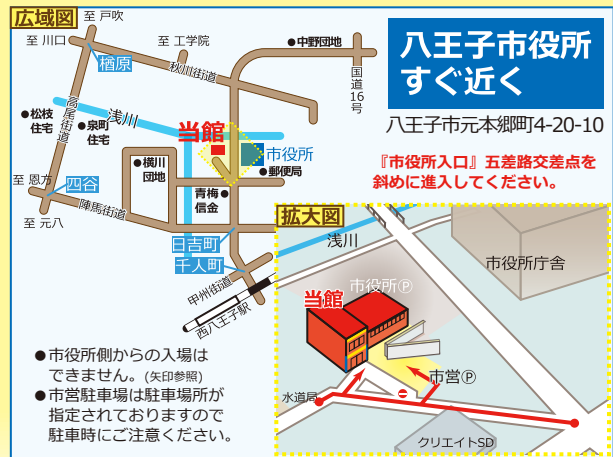 広域図
至 戸吹
至 川口
至 工学院
●中野団地
楢原
秋川街道
国道16号
高尾街道
●松枝
住宅
●泉町
住宅
浅川
当館
市役所
●郵便局
●横川
団地
至 恩方
四谷
青梅●
信金
陣馬街道
至 元八
日吉町
千人町
甲州街道
西八王子駅
八王子市役所
すぐ近く
八王子市元本郷町4-20-10
『市役所入口』五差路交差点を
斜めに進入してください。
拡大図
浅川
市役所庁舎
市役所Ⓟ
当館
市営Ⓟ
水道局
クリエイトSD
●市役所側からの入場は
できません。(矢印参照)
●市営駐車場は駐車場所が
指定されておりますので
駐車時にご注意ください。